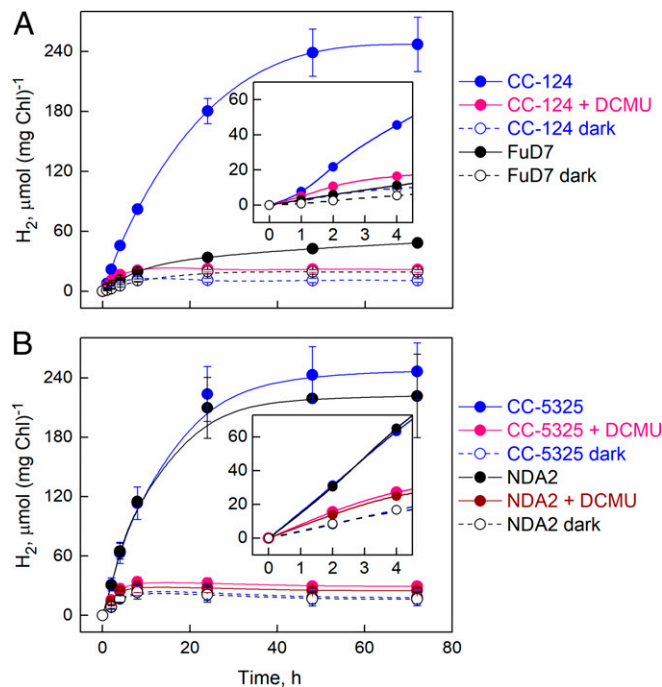 A
H₂, μmol (mg Chl)⁻¹
240
180
120
60
0
60
40
20
0
0 1 2 3 4
CC-124
CC-124 + DCMU
CC-124 dark
FuD7
FuD7 dark
B
H₂, μmol (mg Chl)⁻¹
240
180
120
60
0
60
40
20
0
0 1 2 3 4
CC-5325
CC-5325 + DCMU
CC-5325 dark
NDA2
NDA2 + DCMU
NDA2 dark
0 20 40 60 80
Time, h